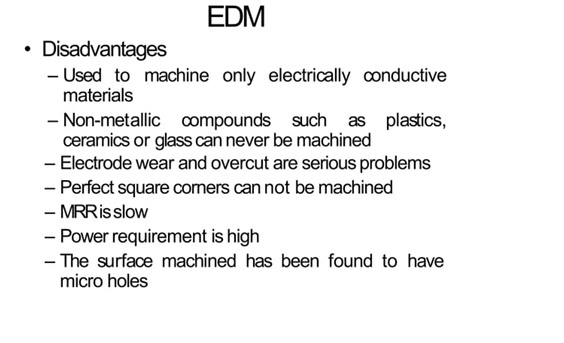 EDM
• Disadvantages
– Used to machine only electrically conductive
materials
– Non-metallic compounds such as plastics,
ceramics or glass can never be machined
– Electrode wear and overcut are serious problems
– Perfect square corners can not be machined
– MRR is slow
– Power requirement is high
– The surface machined has been found to have
micro holes